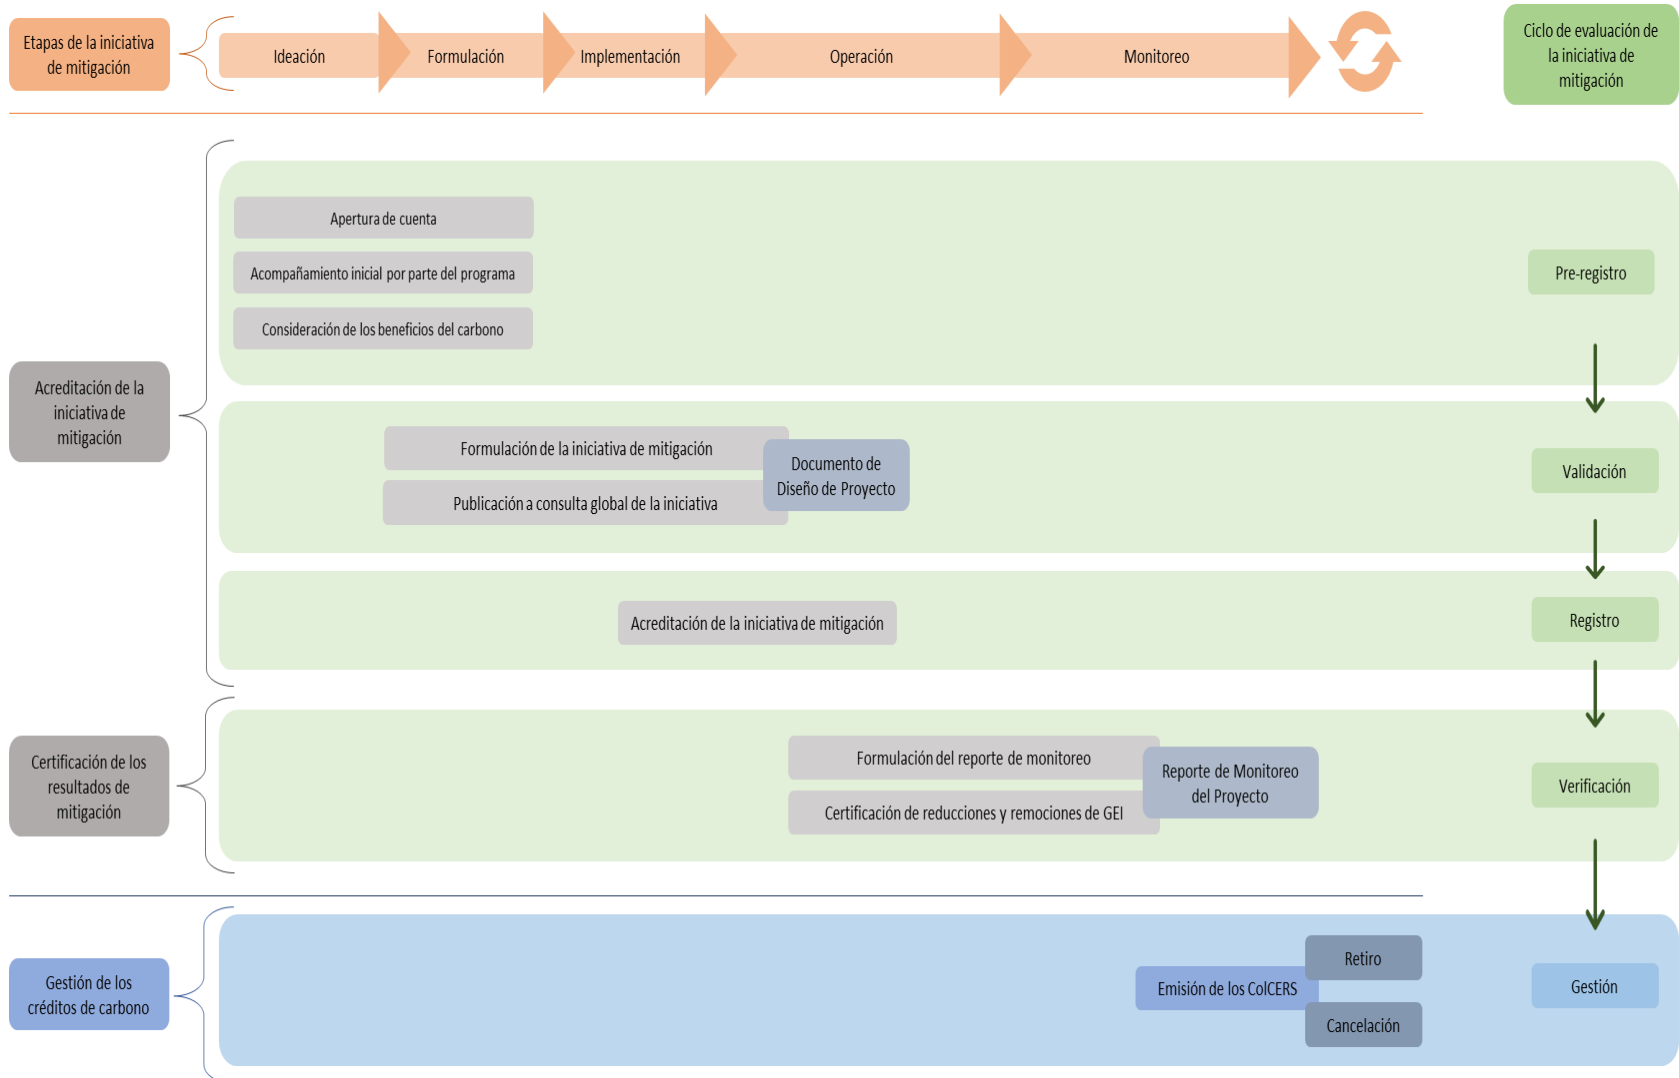 Etapas de la iniciativa
de mitigación
Ideación
Formulación
Implementación
Operación
Monitoreo
Ciclo de evaluación de
la iniciativa de
mitigación
Apertura de cuenta
Acompañamiento inicial por parte del programa
Consideración de los beneficios del carbono
Pre-registro
Acreditación de la
iniciativa de
mitigación
Formulación de la iniciativa de mitigación
Publicación a consulta global de la iniciativa
Documento de
Diseño de Proyecto
Validación
Acreditación de la iniciativa de mitigación
Registro
Certificación de los
resultados de
mitigación
Formulación del reporte de monitoreo
Certificación de reducciones y remociones de GEI
Reporte de Monitoreo
del Proyecto
Verificación
Gestión de los
créditos de carbono
Emisión de los ColCERS
Retiro
Cancelación
Gestión